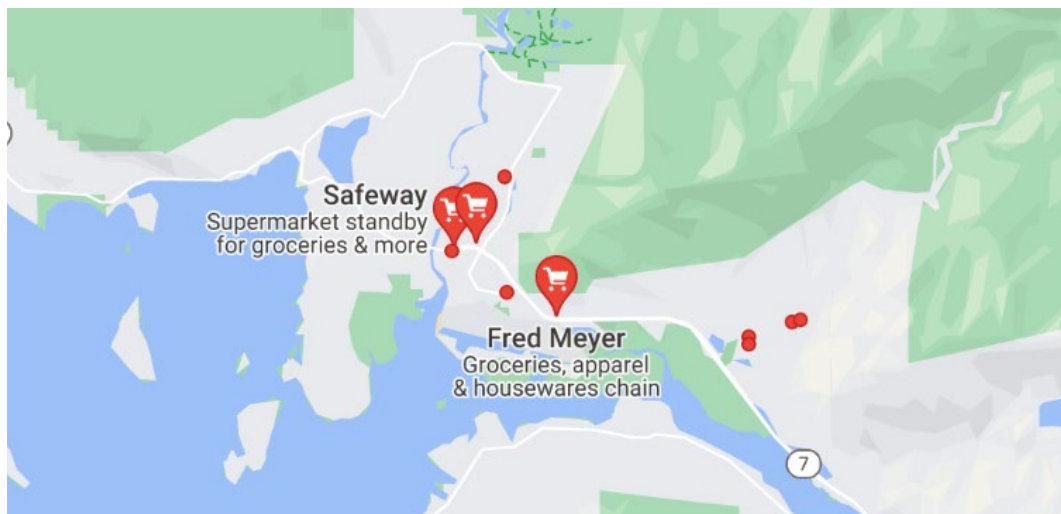 Safeway
Supermarket standby
for groceries & more
Fred Meyer
Groceries, apparel
& housewares chain
7